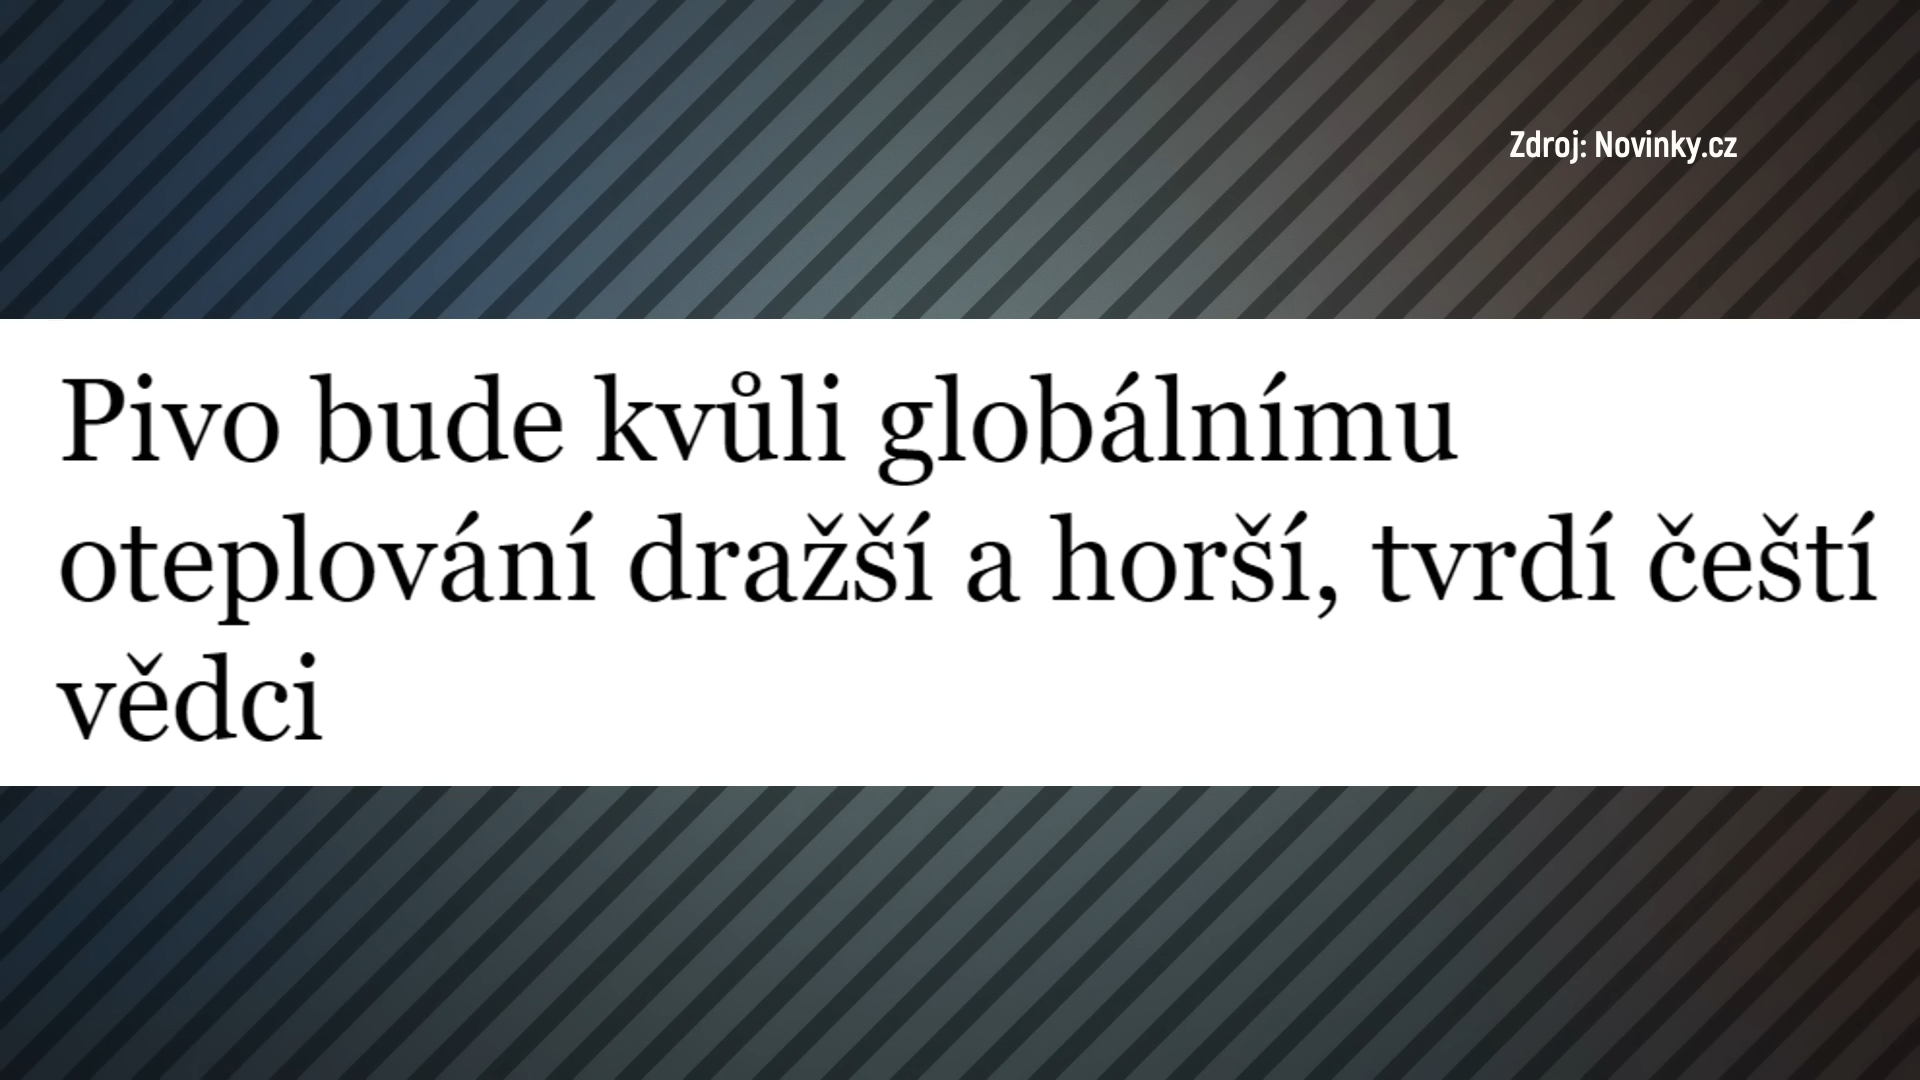 Zdroj: Novinky.cz
Pivo bude kvůli globálnímu
oteplování dražší a horší, tvrdí čeští
vědci